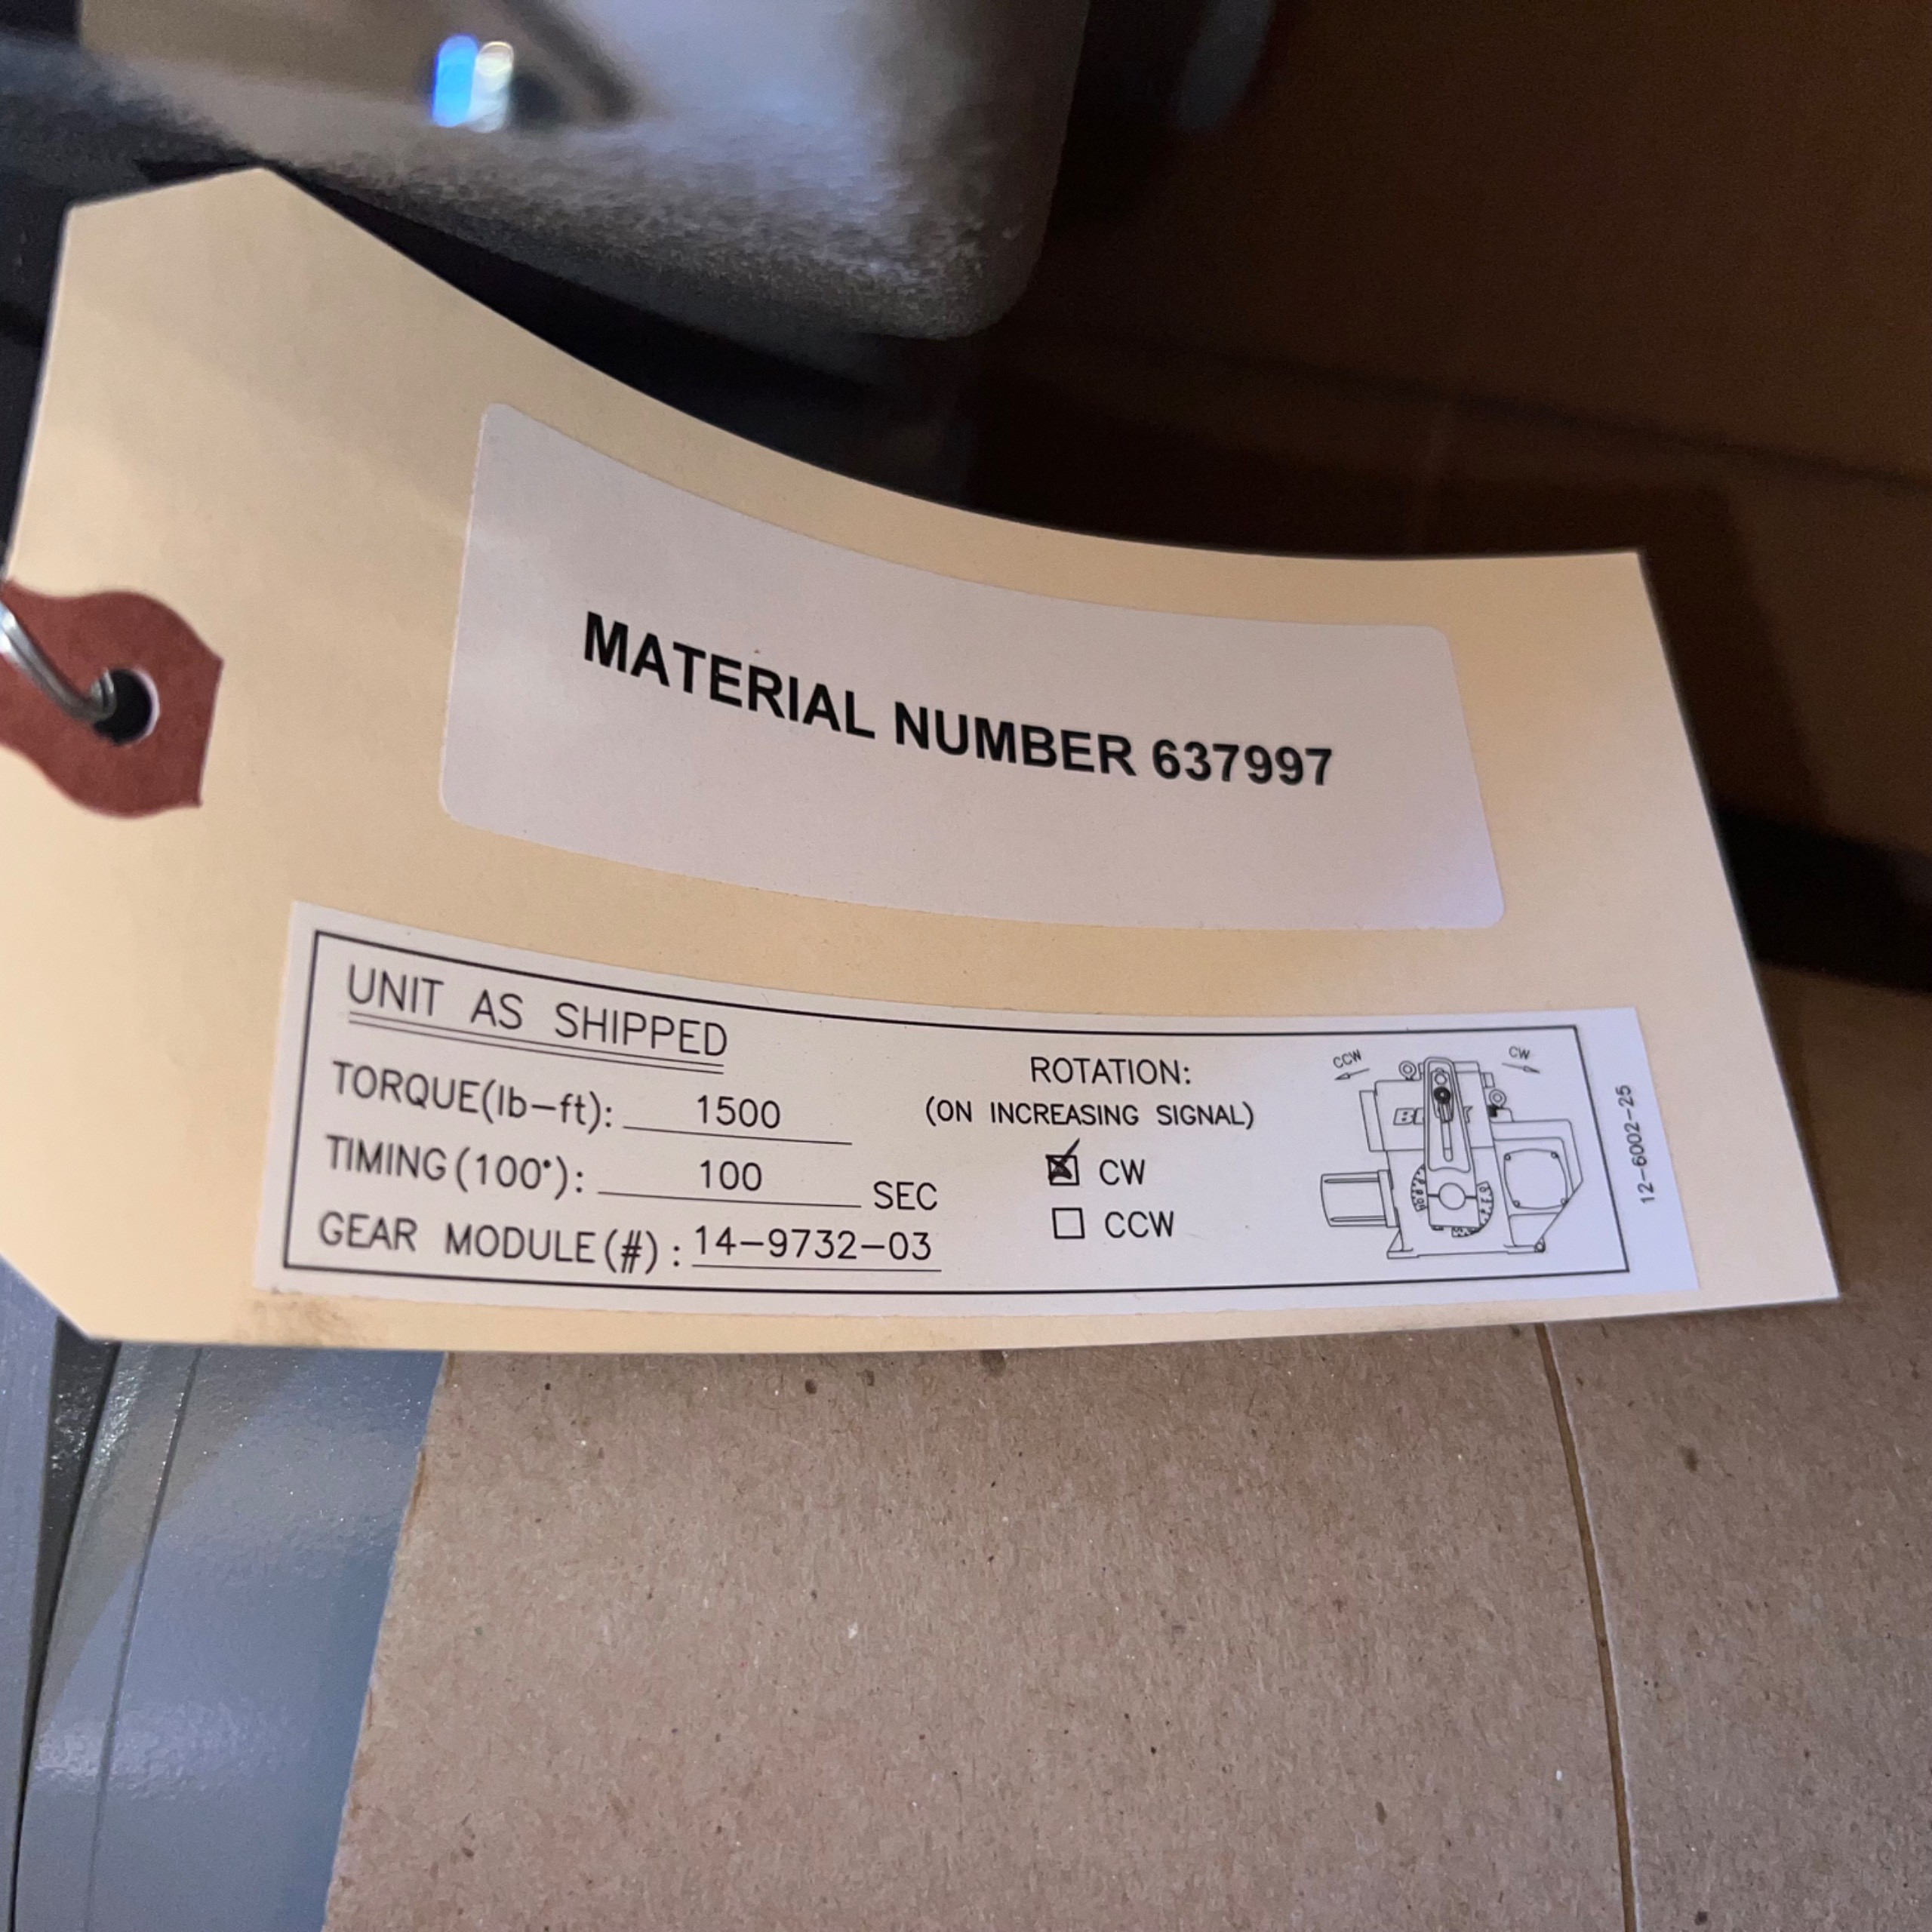 MATERIAL NUMBER 637997
UNIT AS SHIPPED
TORQUE(lb-ft): 1500
TIMING(100°): 100 SEC
GEAR MODULE(#): 14-9732-03
ROTATION:
(ON INCREASING SIGNAL)
CW
CCW
CCW
CW
12-6002-25